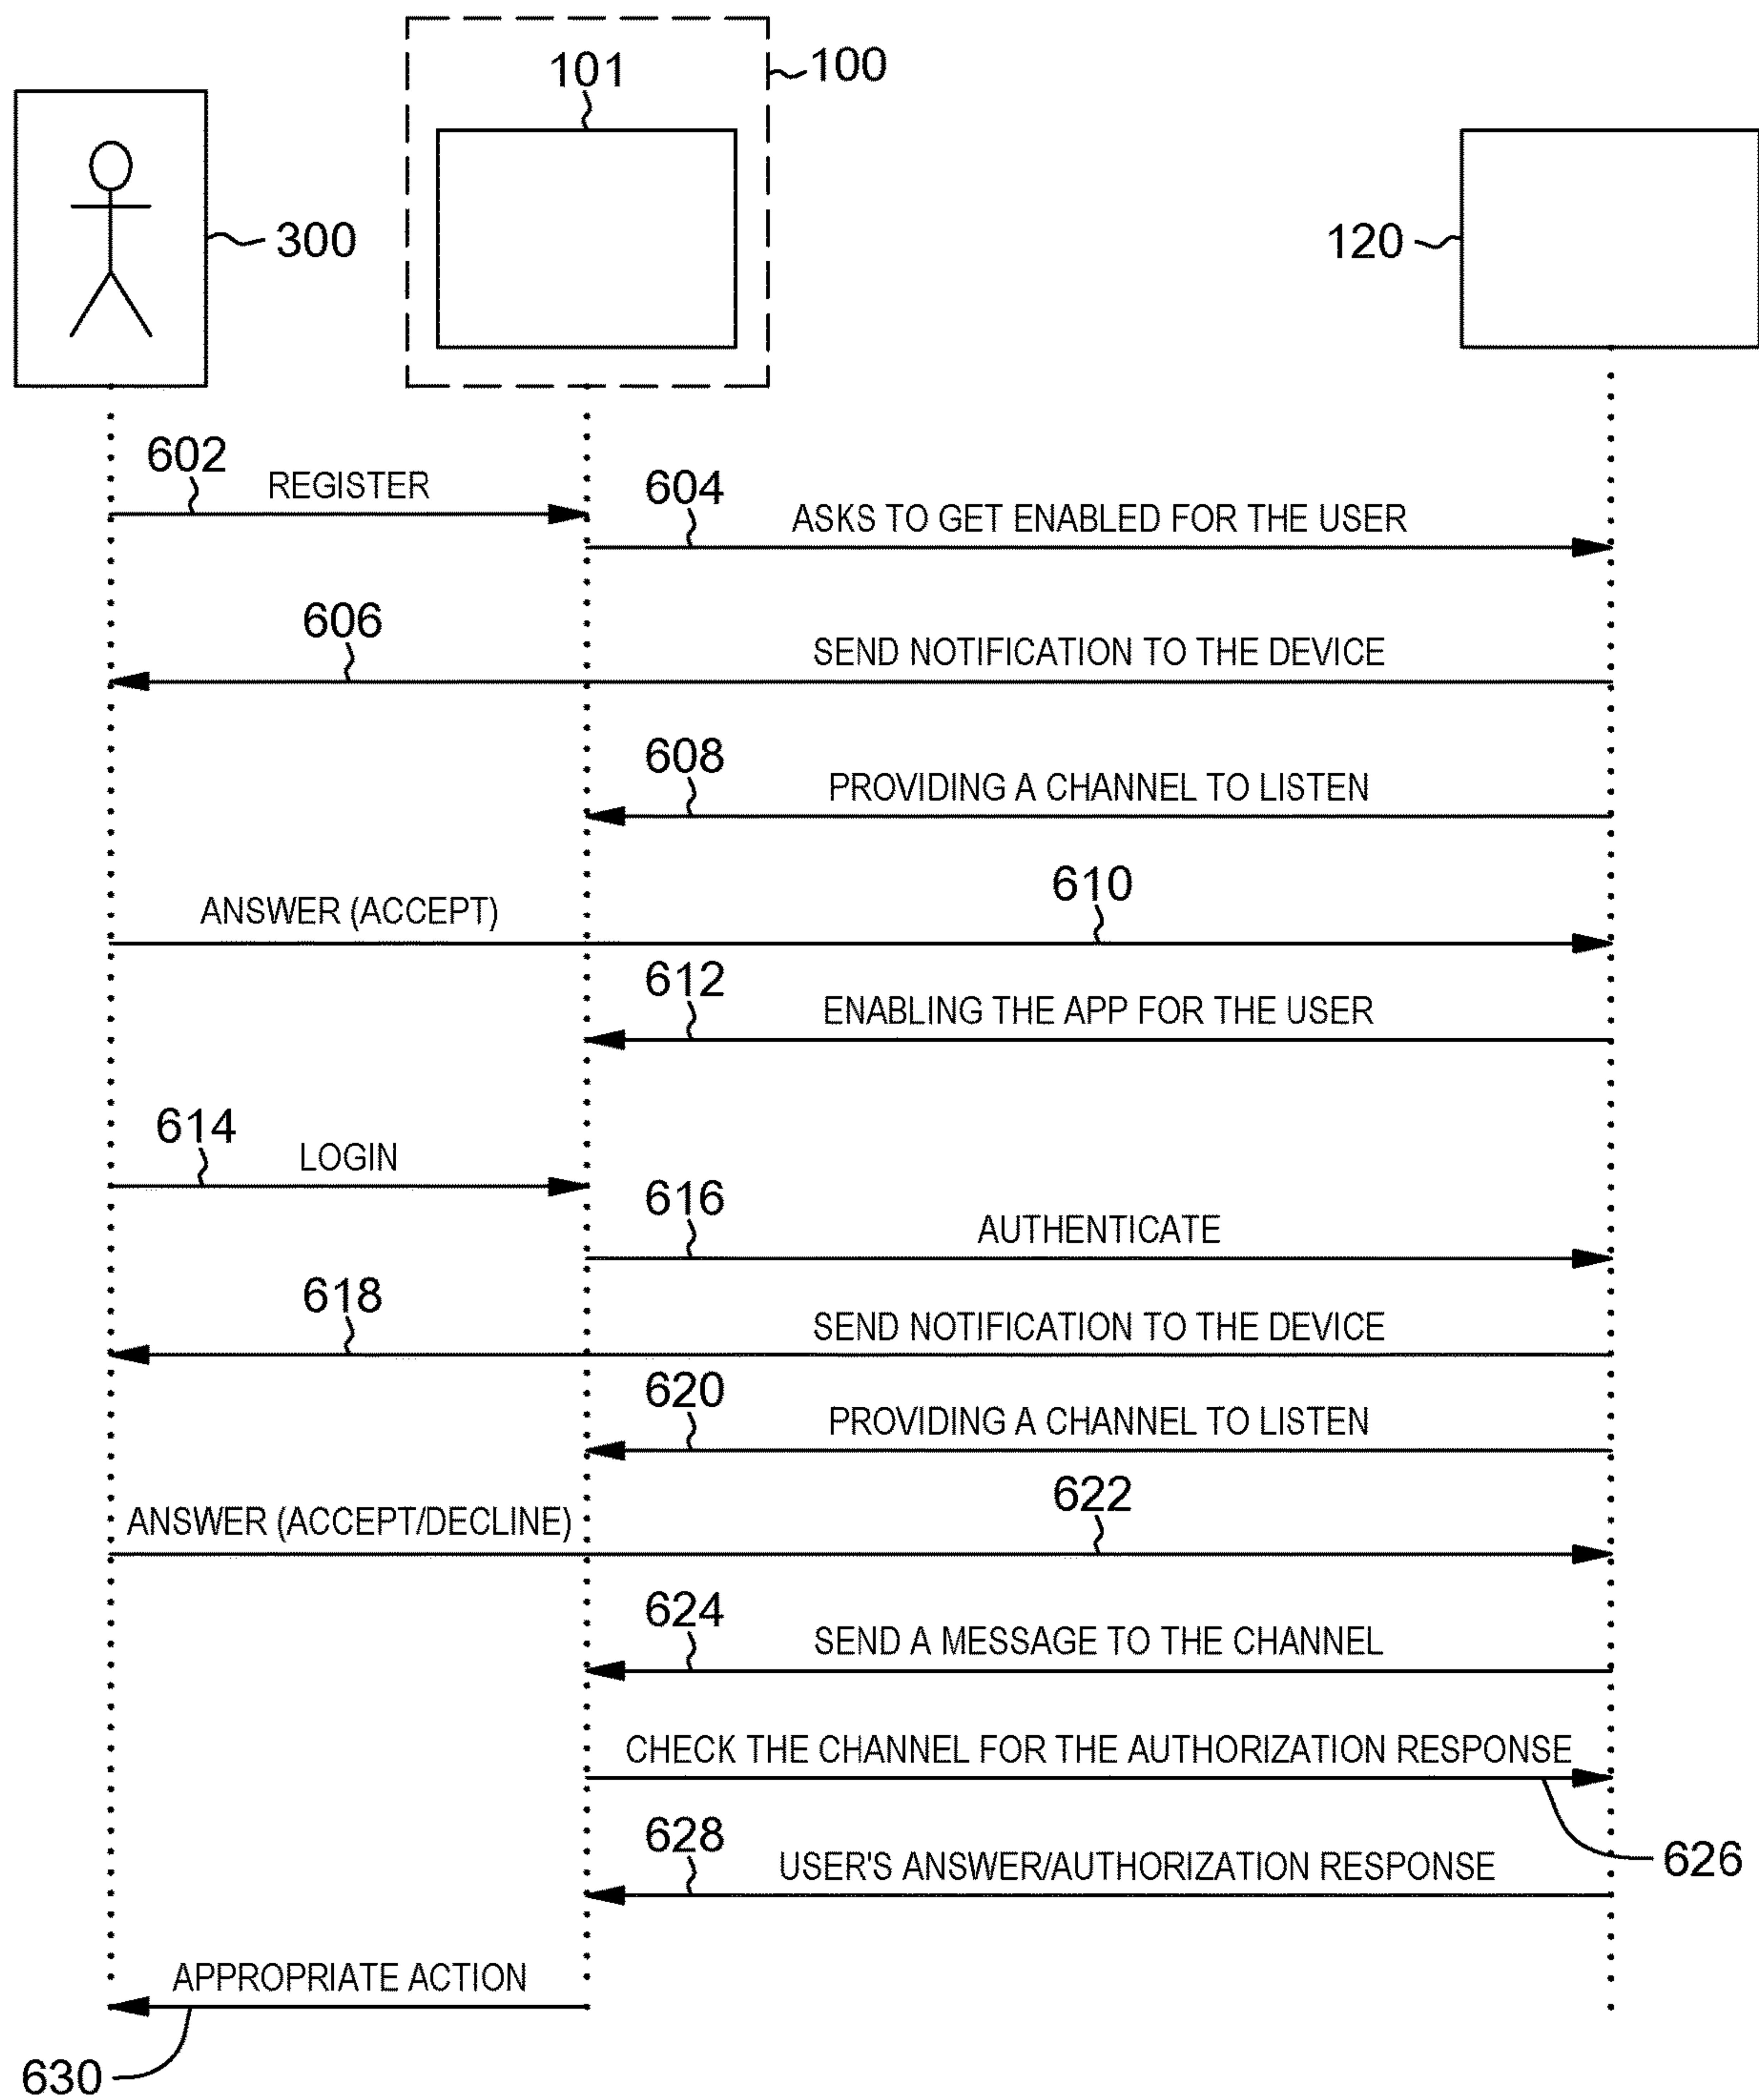 101
100
300
120
602
REGISTER
604
ASKS TO GET ENABLED FOR THE USER
606
SEND NOTIFICATION TO THE DEVICE
608
PROVIDING A CHANNEL TO LISTEN
610
ANSWER (ACCEPT)
612
ENABLING THE APP FOR THE USER
614
LOGIN
616
AUTHENTICATE
618
SEND NOTIFICATION TO THE DEVICE
620
PROVIDING A CHANNEL TO LISTEN
622
ANSWER (ACCEPT/DECLINE)
624
SEND A MESSAGE TO THE CHANNEL
CHECK THE CHANNEL FOR THE AUTHORIZATION RESPONSE
626
628
USER'S ANSWER/AUTHORIZATION RESPONSE
APPROPRIATE ACTION
630